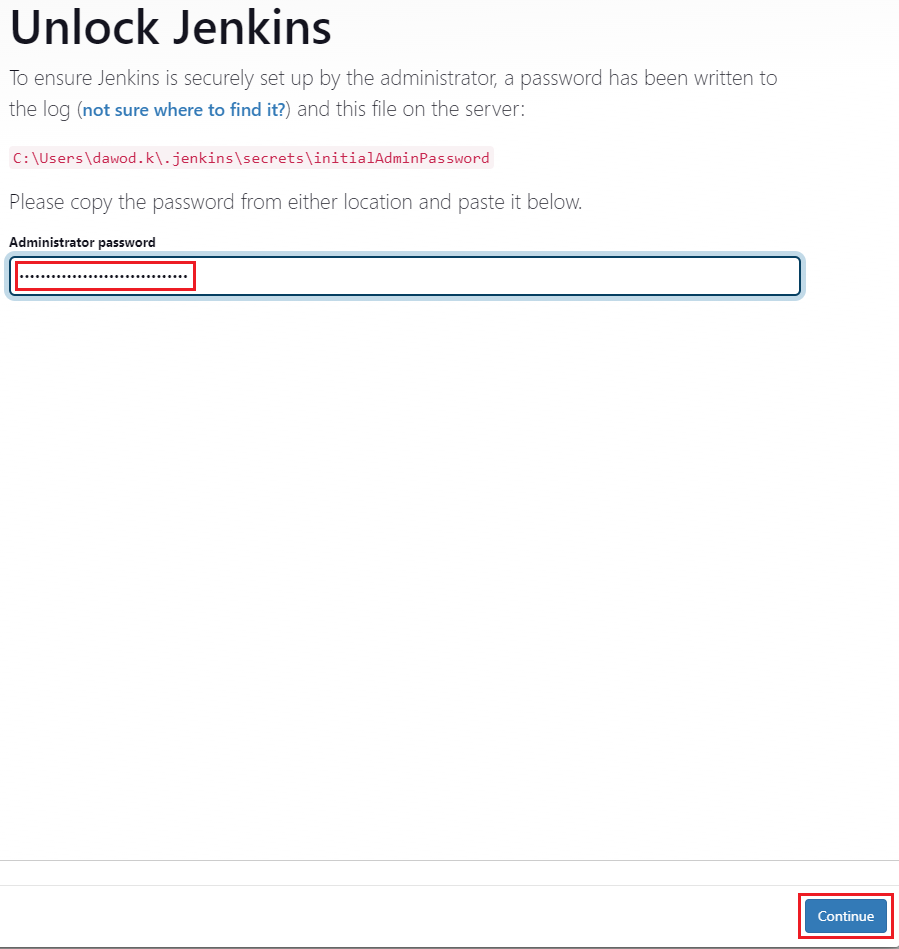 Unlock Jenkins
To ensure Jenkins is securely set up by the administrator, a password has been written to
the log (not sure where to find it?) and this file on the server:
C:\Users\dawod.k\.jenkins\secrets\initialAdminPassword
Please copy the password from either location and paste it below.
Administrator password
••••••••••••••••••••••••••••••••
Continue